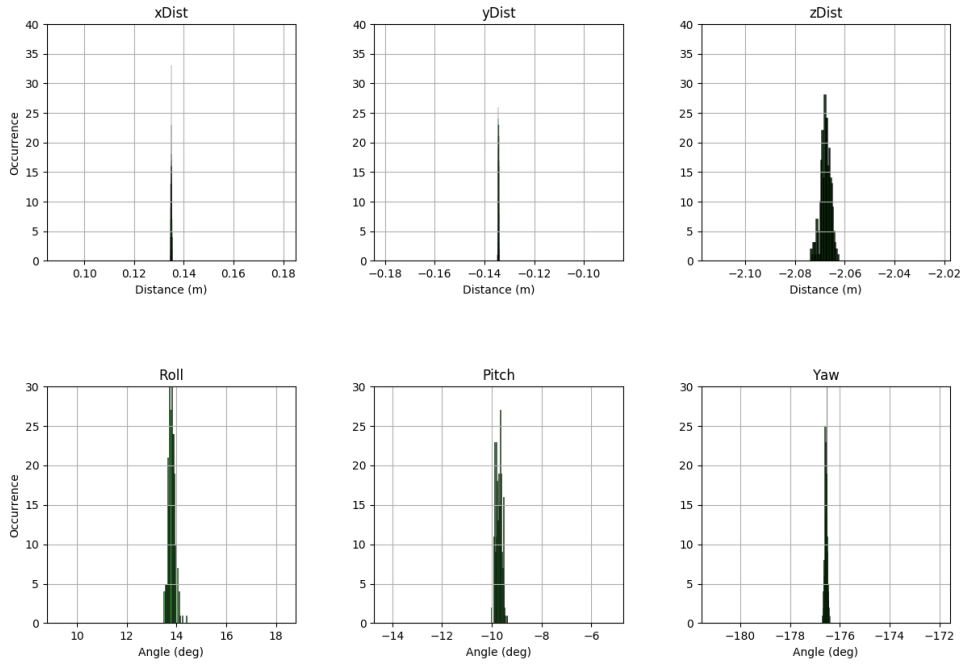 xDist
yDist
zDist
40 40 40
35 35 35
30 30 30
25 25 25
20 20 20
15 15 15
10 10 10
5 5 5
0 0 0
Occurrence
0.10 0.12 0.14 0.16 0.18
−0.18 −0.16 −0.14 −0.12 −0.10
−2.10 −2.08 −2.06 −2.04 −2.02
Distance (m)
Distance (m)
Distance (m)
Roll
Pitch
Yaw
30 30 30
25 25 25
20 20 20
15 15 15
10 10 10
5 5 5
0 0 0
Occurrence
10 12 14 16 18
−14 −12 −10 −8 −6
−180 −178 −176 −174 −172
Angle (deg)
Angle (deg)
Angle (deg)